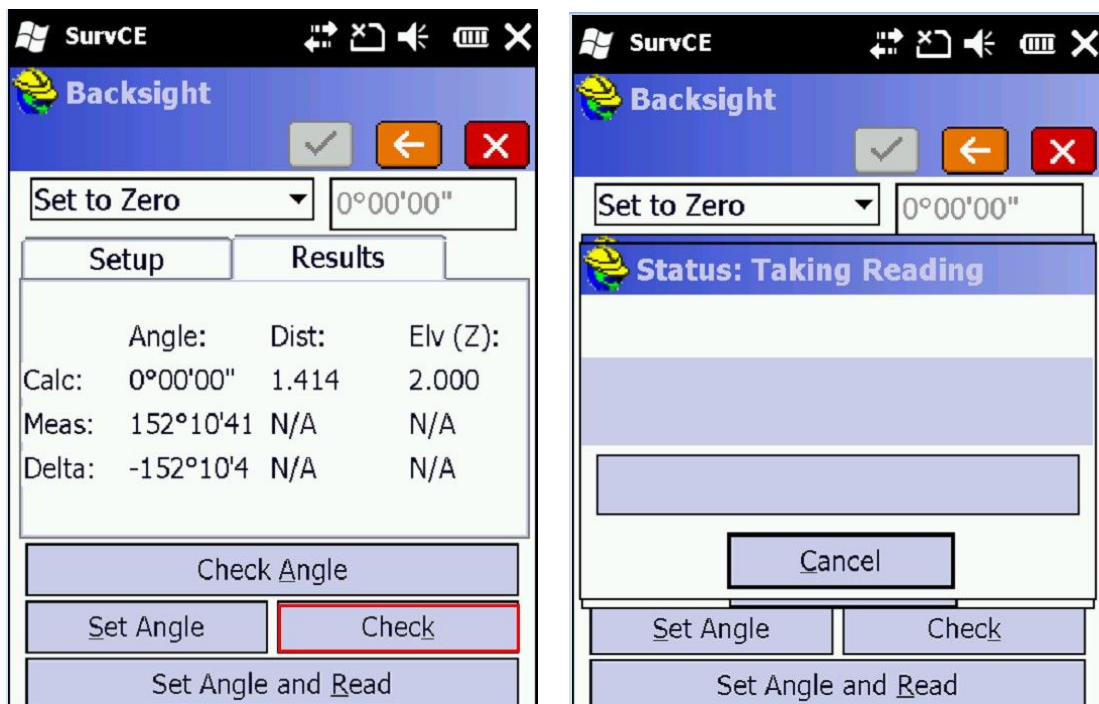 SurvCE
Backsight
Set to Zero 0°00'00"
Setup Results
Angle: Dist: Elv (Z):
Calc: 0°00'00" 1.414 2.000
Meas: 152°10'41 N/A N/A
Delta: -152°10'4 N/A N/A
Check Angle
Set Angle Check
Set Angle and Read
SurvCE
Backsight
Set to Zero 0°00'00"
Status: Taking Reading
Cancel
Set Angle Check
Set Angle and Read